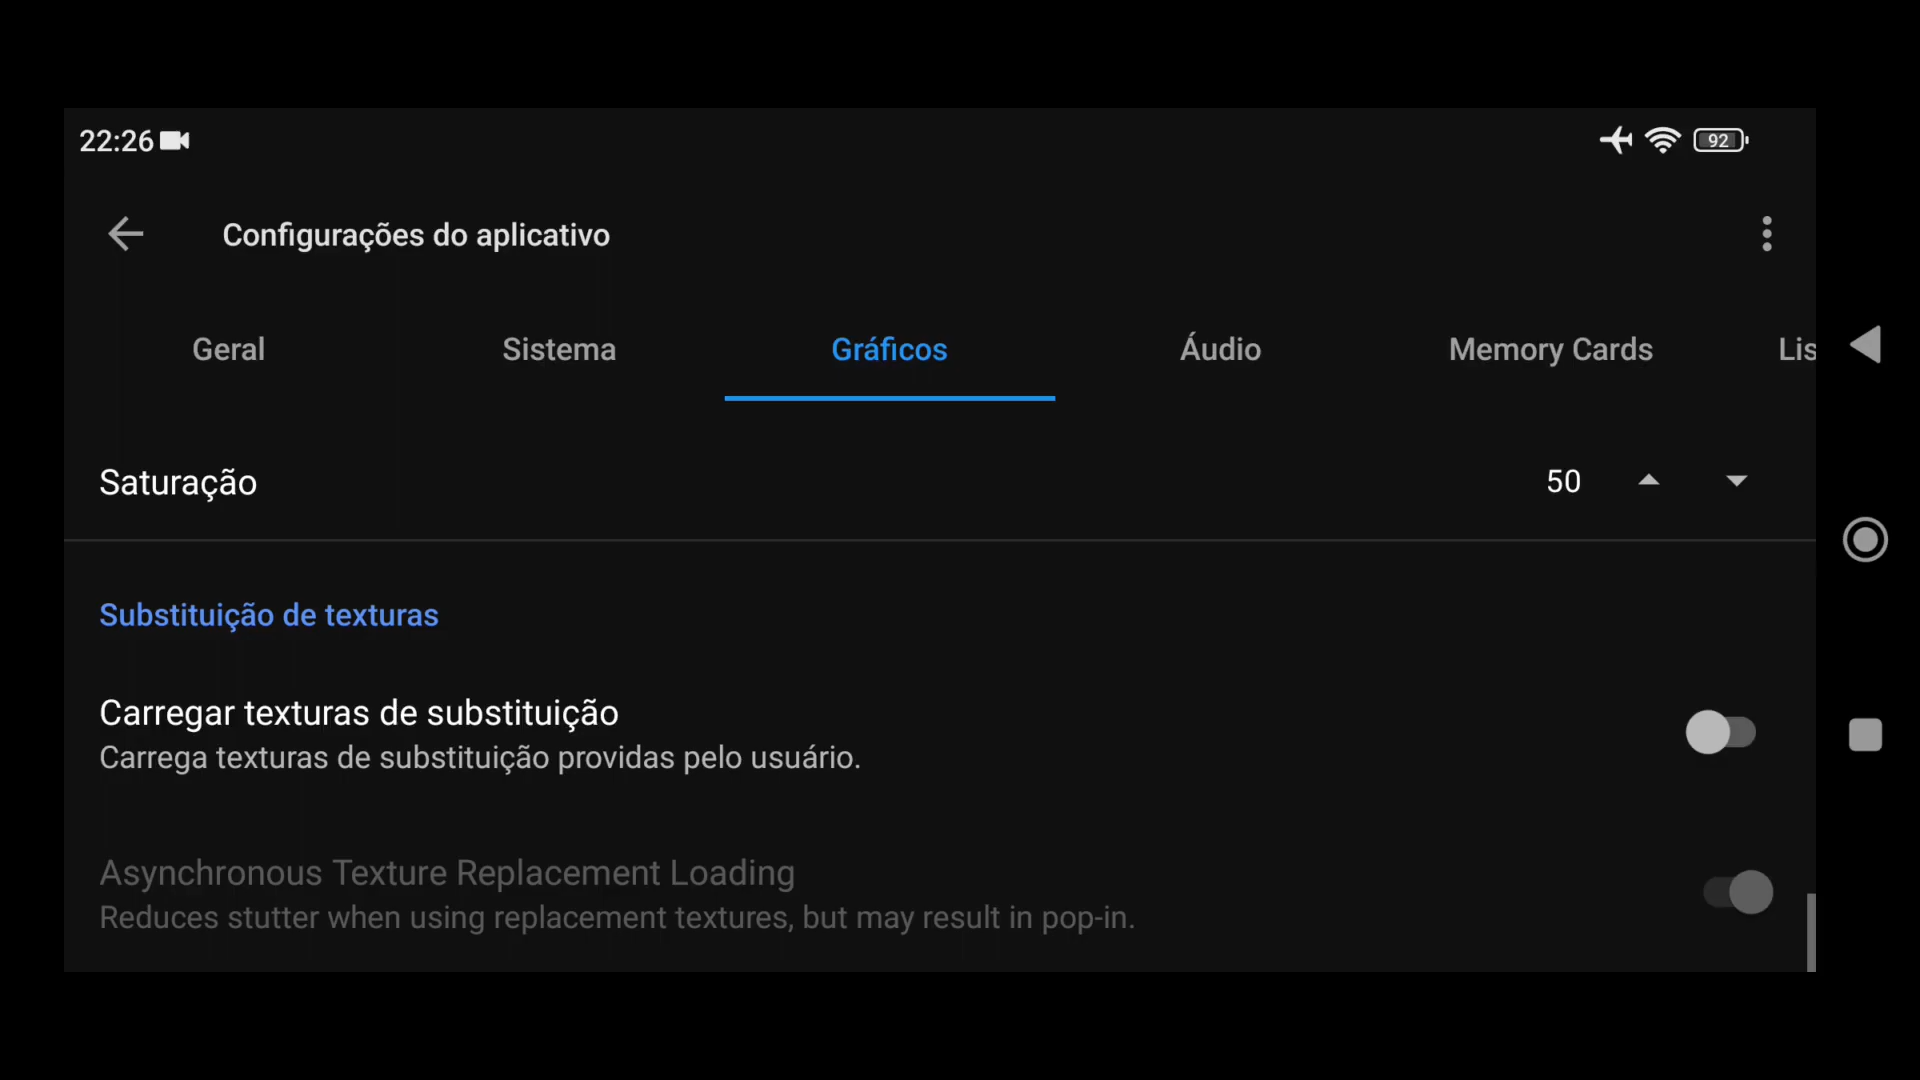 22:26
92
Configurações do aplicativo
Geral
Sistema
Gráficos
Áudio
Memory Cards
Lis
Saturação
50
Substituição de texturas
Carregar texturas de substituição
Carrega texturas de substituição providas pelo usuário.
Asynchronous Texture Replacement Loading
Reduces stutter when using replacement textures, but may result in pop-in.